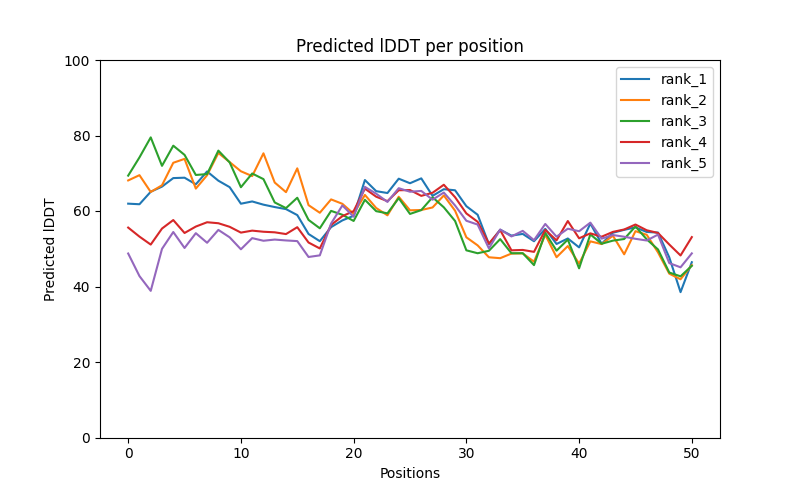 Predicted lDDT per position
100
80
60
40
20
0
Predicted lDDT
rank_1
rank_2
rank_3
rank_4
rank_5
0 10 20 30 40 50
Positions